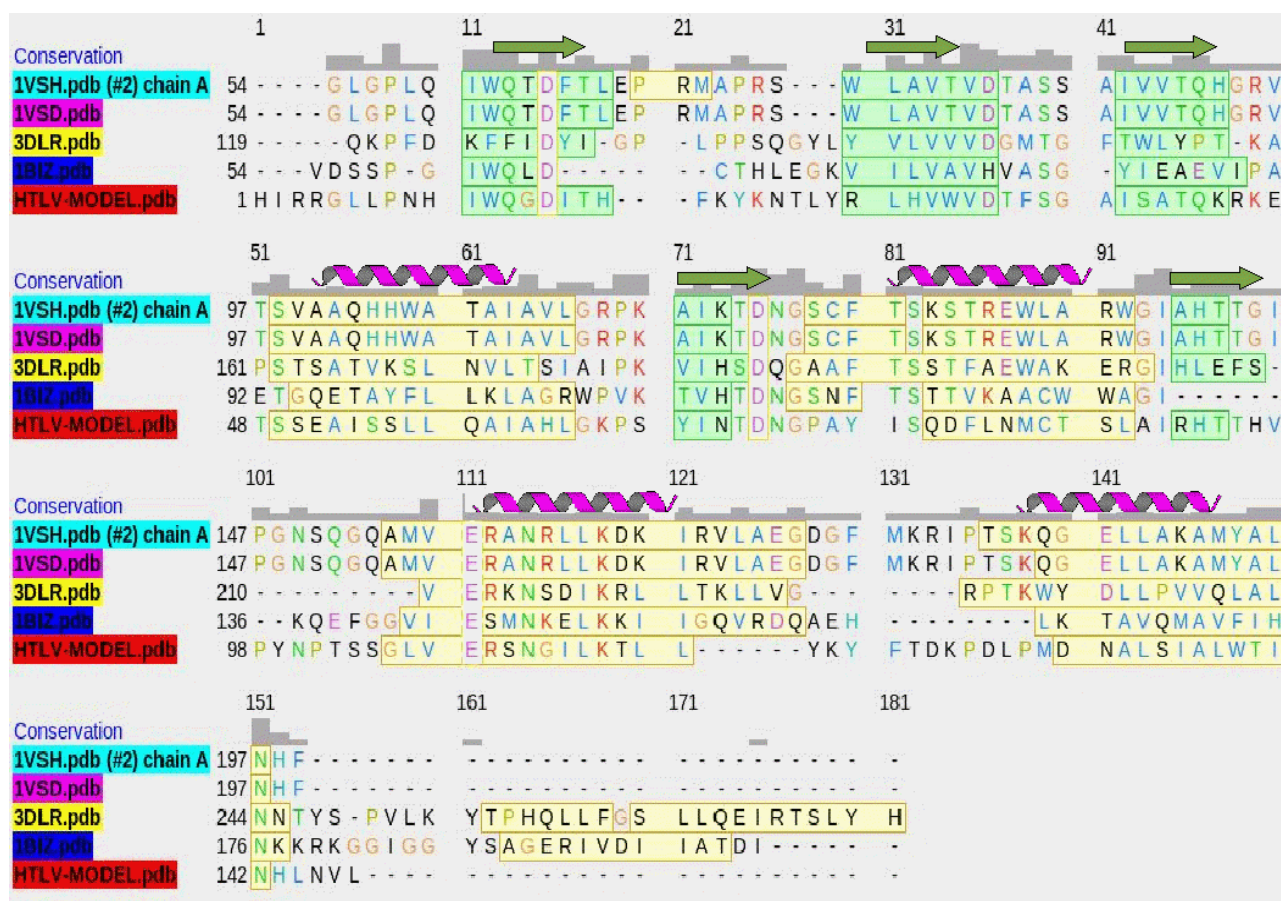 1 11 21 31 41
Conservation
1VSH.pdb (#2) chain A 54 - - - - G L G P L Q I W Q T D F T L E P R M A P R S - - - W L A V T V D T A S S A I V V T Q H G R V
1VSD.pdb 54 - - - - G L G P L Q I W Q T D F T L E P R M A P R S - - - W L A V T V D T A S S A I V V T Q H G R V
3DLR.pdb 119 - - - - - Q K P F D K F F I D Y I - G P - L P P S Q G Y L Y V L V V V D G M T G F T W L Y P T - K A
1BIZ.pdb 54 - - - V D S S P - G I W Q L D - - - - - - - C T H L E G K V I L V A V H V A S G - Y I E A E V I P A
HTLV-MODEL.pdb 1 H I R R G L L P N H I W Q G D I T H - - - F K Y K N T L Y R L H V W V D T F S G A I S A T Q K R K E
51 61 71 81 91
Conservation
1VSH.pdb (#2) chain A 97 T S V A A Q H H W A T A I A V L G R P K A I K T D N G S C F T S K S T R E W L A R W G I A H T T G I
1VSD.pdb 97 T S V A A Q H H W A T A I A V L G R P K A I K T D N G S C F T S K S T R E W L A R W G I A H T T G I
3DLR.pdb 161 P S T S A T V K S L N V L T S I A I P K V I H S D Q G A A F T S S T F A E W A K E R G I H L E F S -
1BIZ.pdb 92 E T G Q E T A Y F L L K L A G R W P V K T V H T D N G S N F T S T T V K A A C W W A G I - - - - - -
HTLV-MODEL.pdb 48 T S S E A I S S L L Q A I A H L G K P S Y I N T D N G P A Y I S Q D F L N M C T S L A I R H T T H V
101 111 121 131 141
Conservation
1VSH.pdb (#2) chain A 147 P G N S Q G Q A M V E R A N R L L K D K I R V L A E G D G F M K R I P T S K Q G E L L A K A M Y A L
1VSD.pdb 147 P G N S Q G Q A M V E R A N R L L K D K I R V L A E G D G F M K R I P T S K Q G E L L A K A M Y A L
3DLR.pdb 210 - - - - - - - - - V E R K N S D I K R L L T K L L V G - - - - - - - R P T K W Y D L L P V V Q L A L
1BIZ.pdb 136 - - K Q E F G G V I E S M N K E L K K I I G Q V R D Q A E H - - - - - - - - L K T A V Q M A V F I H
HTLV-MODEL.pdb 98 P Y N P T S S G L V E R S N G I L K T L L - - - - - - Y K Y F T D K P D L P M D N A L S I A L W T I
151 161 171 181
Conservation
1VSH.pdb (#2) chain A 197 N H F - - - - - - - - - - - - - - - - - - - - - - - - - - - -
1VSD.pdb 197 N H F - - - - - - - - - - - - - - - - - - - - - - - - - - - -
3DLR.pdb 244 N N T Y S - P V L K Y T P H Q L L F G S L L Q E I R T S L Y H
1BIZ.pdb 176 N K K R K G G I G G Y S A G E R I V D I I A T D I - - - - - -
HTLV-MODEL.pdb 142 N H L N V L - - - - - - - - - - - - - - - - - - - - - - - - -